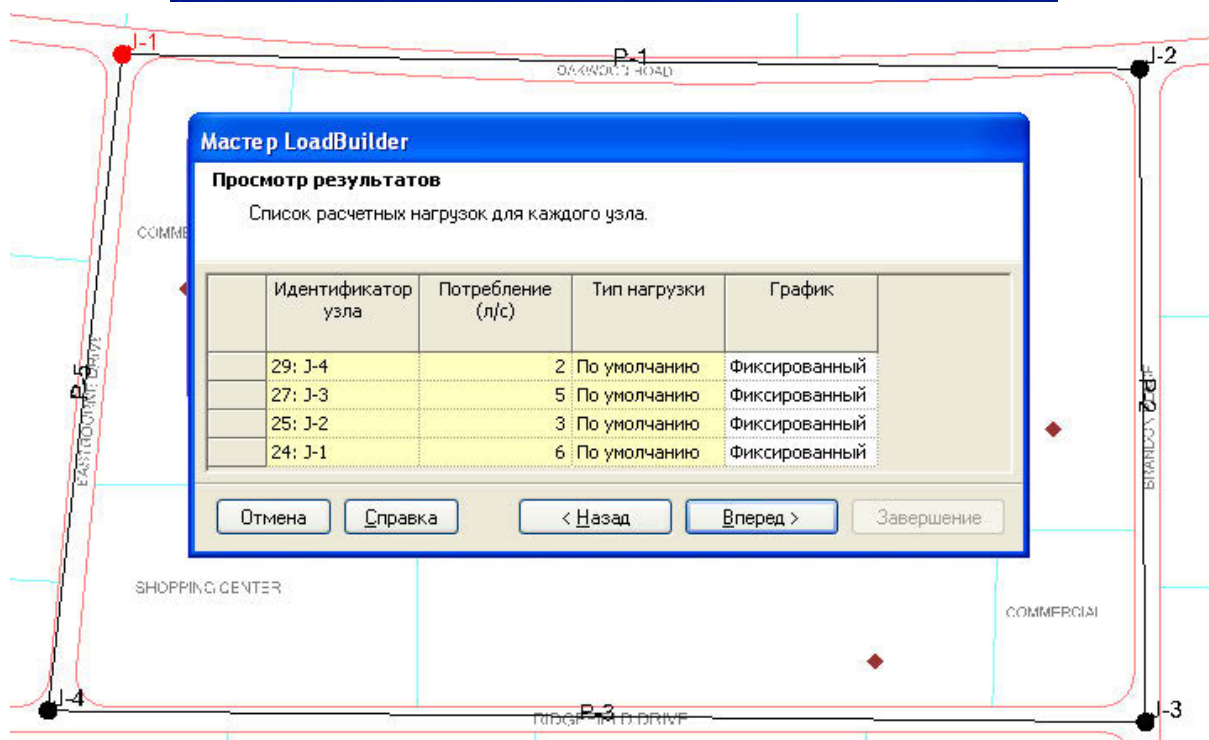 J-1
P-1
J-2
OAKWOOD ROAD
Мастер LoadBuilder
Просмотр результатов
Список расчетных нагрузок для каждого узла.
Идентификатор узла Потребление (л/с) Тип нагрузки График
29: J-4 2 По умолчанию Фиксированный
27: J-3 5 По умолчанию Фиксированный
25: J-2 3 По умолчанию Фиксированный
24: J-1 6 По умолчанию Фиксированный
Отмена Справка < Назад Вперед > Завершение
P-5
P-2
SHOPPING CENTER
COMMERCIAL
J-4
P-3
DRIVE
J-3